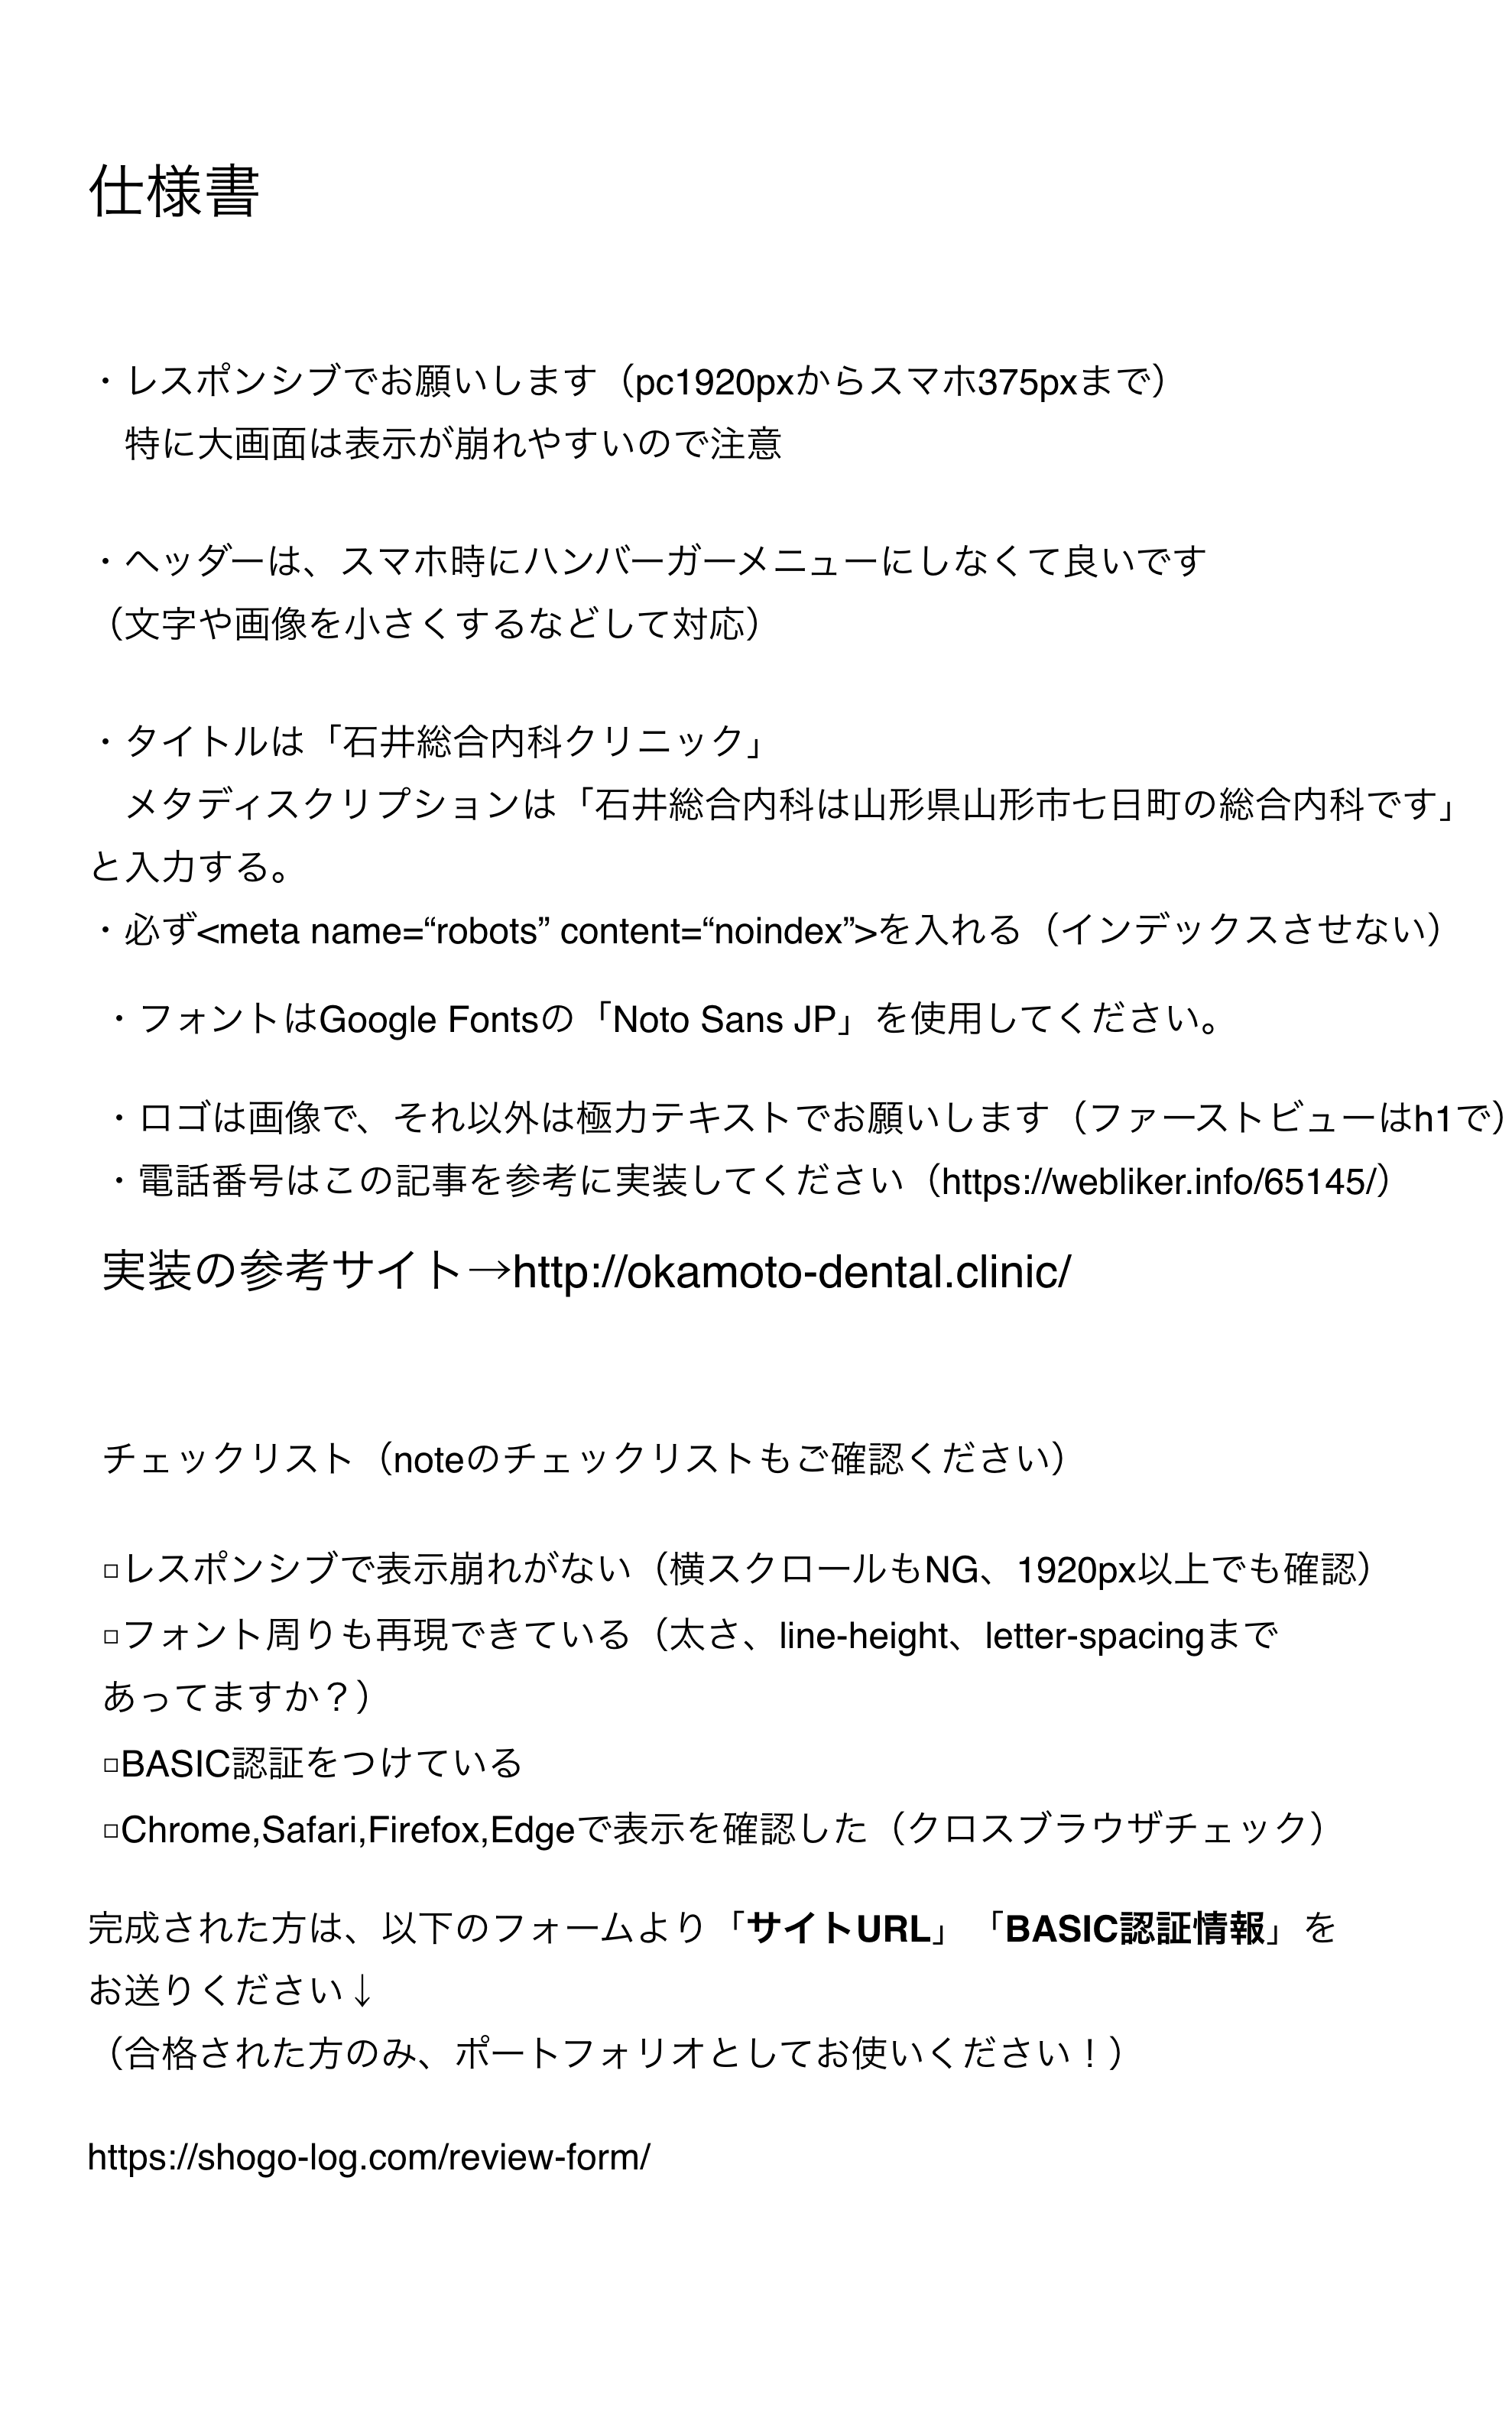 仕様書
・レスポンシブでお願いします（pc1920pxからスマホ375pxまで）
特に大画面は表示が崩れやすいので注意
・ヘッダーは、スマホ時にハンバーガーメニューにしなくて良いです
（文字や画像を小さくするなどして対応）
・タイトルは「石井総合内科クリニック」
メタディスクリプションは「石井総合内科は山形県山形市七日町の総合内科です」
と入力する。
・必ず<meta name=“robots” content=“noindex”>を入れる（インデックスさせない）
・フォントはGoogle Fontsの「Noto Sans JP」を使用してください。
・ロゴは画像で、それ以外は極力テキストでお願いします（ファーストビューはh1で）
・電話番号はこの記事を参考に実装してください（https://webliker.info/65145/）
実装の参考サイト→http://okamoto-dental.clinic/
チェックリスト（noteのチェックリストもご確認ください）
□レスポンシブで表示崩れがない（横スクロールもNG、1920px以上でも確認）
□フォント周りも再現できている（太さ、line-height、letter-spacingまで
あってますか？）
□BASIC認証をつけている
□Chrome,Safari,Firefox,Edgeで表示を確認した（クロスブラウザチェック）
完成された方は、以下のフォームより「サイトURL」「BASIC認証情報」を
お送りください↓
（合格された方のみ、ポートフォリオとしてお使いください！）
https://shogo-log.com/review-form/